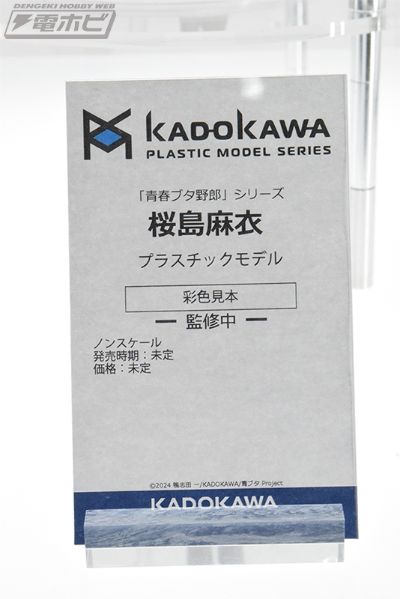 DENGEKI HOBBY WEB
電ホビ
KADOKAWA
PLASTIC MODEL SERIES
「青春ブタ野郎」シリーズ
桜島麻衣
プラスチックモデル
彩色見本
監修中
ノンスケール
発売時期：未定
価格：未定
©2024 鴨志田 一/KADOKAWA/青ブタ Project
KADOKAWA